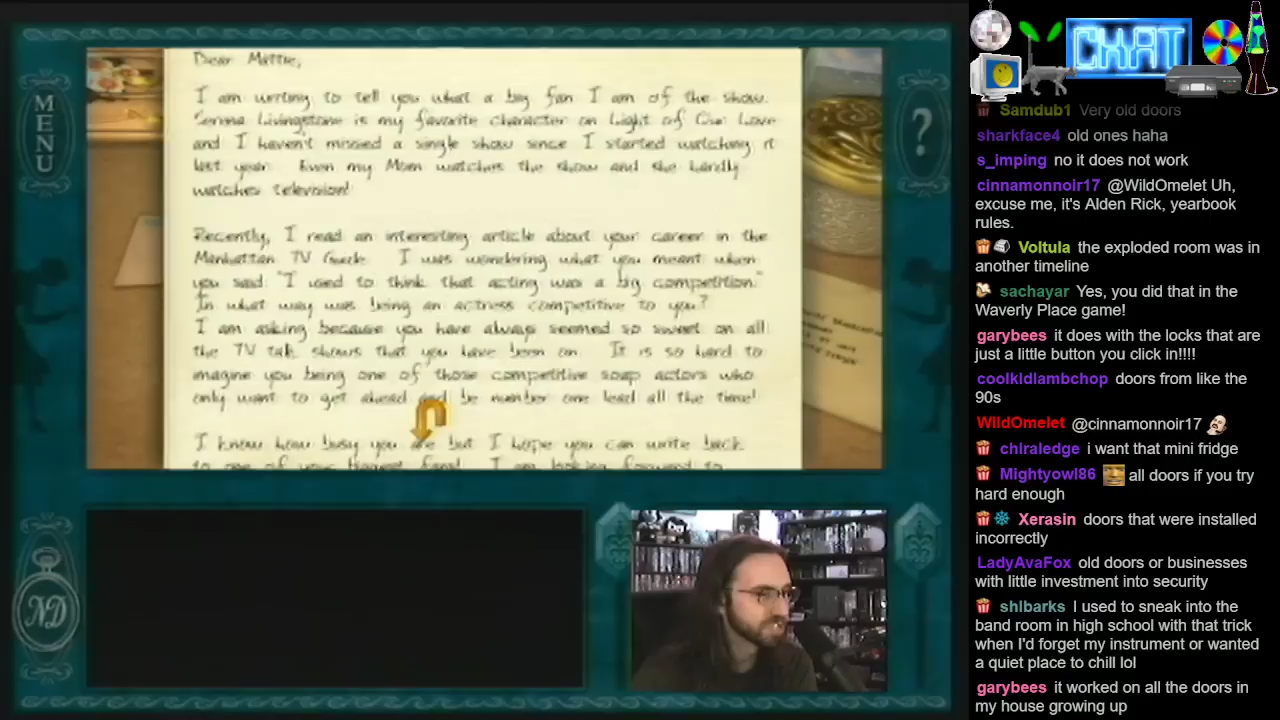 MENU
?
Dear Mattie,
I am writing to tell you what a big fan I am of the show.
Serena Livingstone is my favorite character on Light of Our Love
and I haven't missed a single show since I started watching it
last year. Even my Mom watches the show and she hardly
watches television!
Recently, I read an interesting article about your career in the
Manhattan TV Guide. I was wondering what you meant when
you said "I used to think that acting was a big competition."
In what way was being an actress competitive to you?
I am asking because you have always seemed so sweet on all
the TV talk shows that you have been on. It is so hard to
imagine you being one of those competitive soap actors who
only want to get ahead and be number one lead all the time!
I know how busy you are but I hope you can write back
to one of your biggest fans! I am looking forward to
ND
CHAT
Samdub1 Very old doors
sharkface4 old ones haha
s_imping no it does not work
cinnamonnoir17 @WildOmelet Uh,
excuse me, it's Alden Rick, yearbook
rules.
Voltula the exploded room was in
another timeline
sachayar Yes, you did that in the
Waverly Place game!
garybees it does with the locks that are
just a little button you click in!!!!
coolkidlambchop doors from like the
90s
WildOmelet @cinnamonnoir17
chiraledge i want that mini fridge
Mightyowl86 all doors if you try
hard enough
Xerasin doors that were installed
incorrectly
LadyAvaFox old doors or businesses
with little investment into security
shibarks I used to sneak into the
band room in high school with that trick
when I'd forget my instrument or wanted
a quiet place to chill lol
garybees it worked on all the doors in
my house growing up